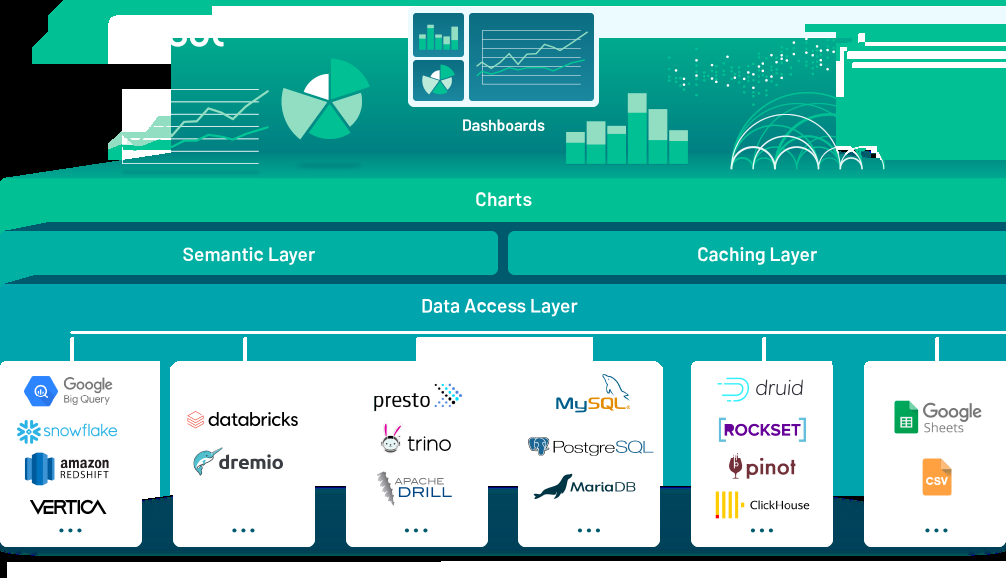 Dashboards
Charts
Semantic Layer
Caching Layer
Data Access Layer
Google
Big Query
snowflake
amazon
REDSHIFT
VERTICA
databricks
dremio
presto
trino
APACHE
DRILL
MySQL
PostgreSQL
MariaDB
druid
ROCKSET
pinot
ClickHouse
Google
Sheets
CSV